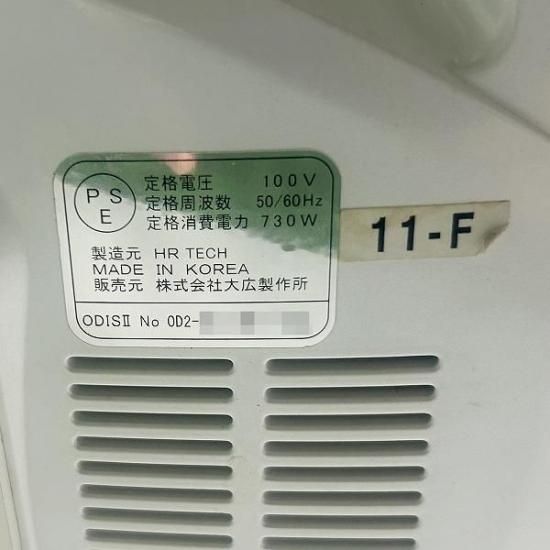 PSE
定格電圧 100V
定格周波数 50/60Hz
定格消費電力 730W
製造元 HR TECH
MADE IN KOREA
販売元 株式会社大広製作所
ODISⅡ No OD2-
11-F